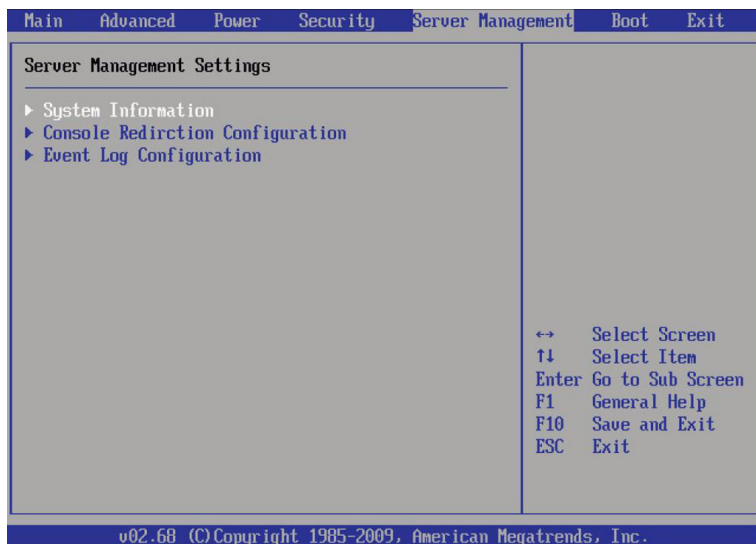 Main Advanced Power Security Server Management Boot Exit
Server Management Settings
▶ System Information
▶ Console Redirction Configuration
▶ Event Log Configuration
↔ Select Screen
↑↓ Select Item
Enter Go to Sub Screen
F1 General Help
F10 Save and Exit
ESC Exit
v02.68 (C)Copyright 1985-2009, American Megatrends, Inc.